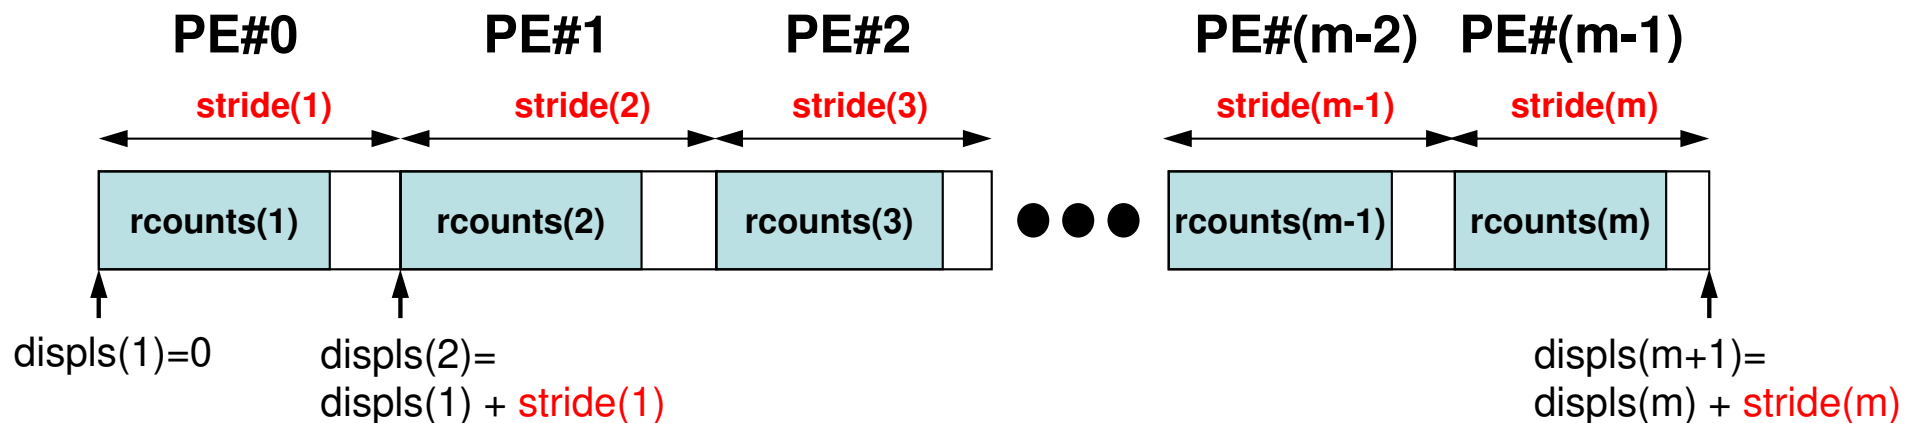 PE#0 PE#1 PE#2 PE#(m-2) PE#(m-1)
stride(1) stride(2) stride(3) stride(m-1) stride(m)
rcounts(1) rcounts(2) rcounts(3) rcounts(m-1) rcounts(m)
displs(1)=0
displs(2)=
displs(1) + stride(1)
displs(m+1)=
displs(m) + stride(m)